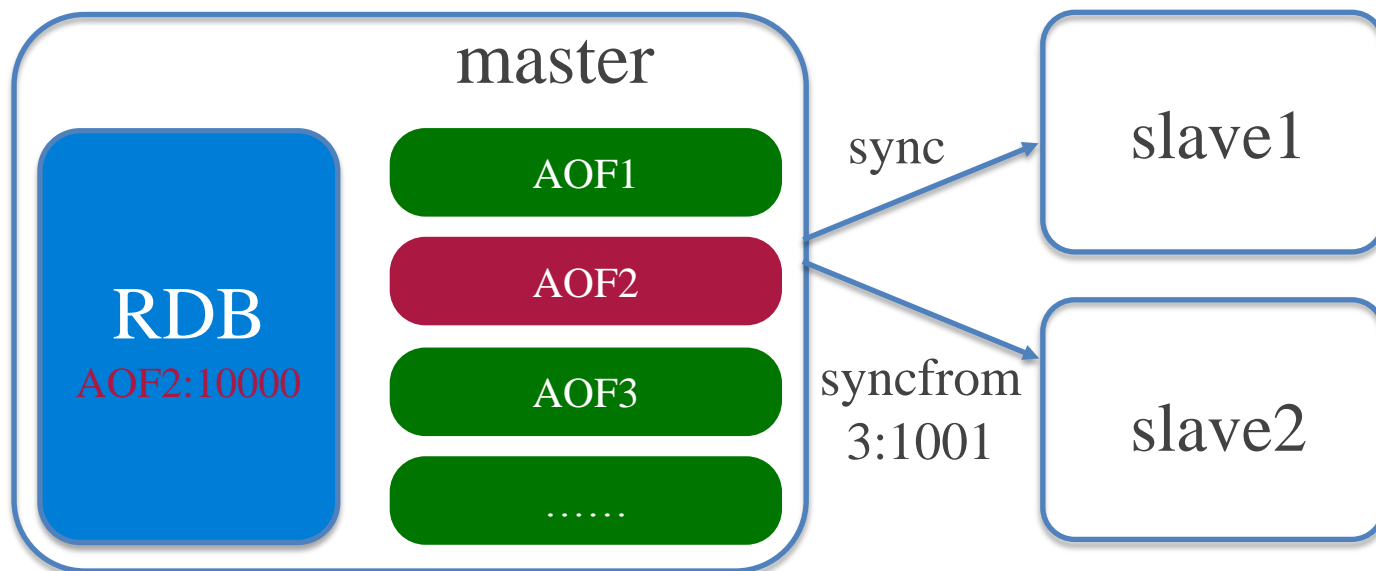 master
RDB
AOF2:10000
AOF1
AOF2
AOF3
……
sync
syncfrom
3:1001
slave1
slave2